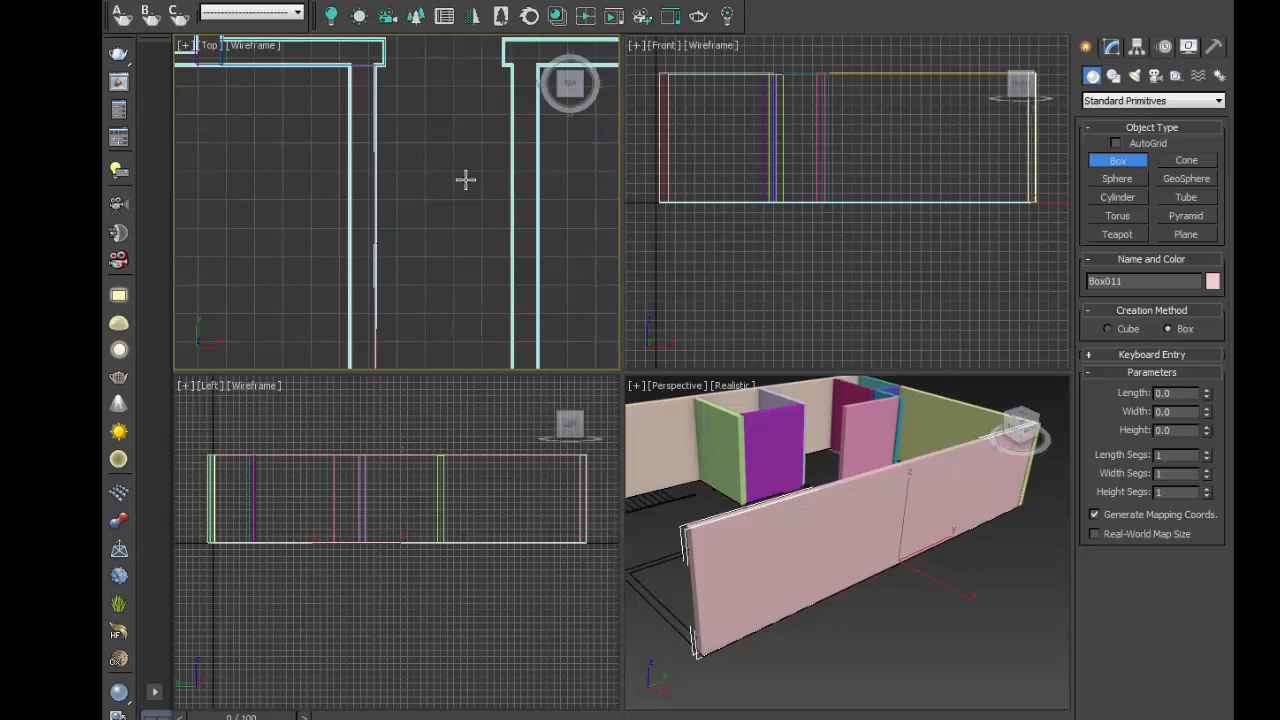 A... B... C...
[+] [Top] [Wireframe]
TOP
[+] [Front] [Wireframe]
[+] [Left] [Wireframe]
[+] [Perspective] [Realistic]
Standard Primitives
- Object Type
AutoGrid
Box Cone
Sphere GeoSphere
Cylinder Tube
Torus Pyramid
Teapot Plane
- Name and Color
Box011
- Creation Method
Cube Box
+ Keyboard Entry
- Parameters
Length: 0.0
Width: 0.0
Height: 0.0
Length Segs: 1
Width Segs: 1
Height Segs: 1
Generate Mapping Coords.
Real-World Map Size
0 / 100